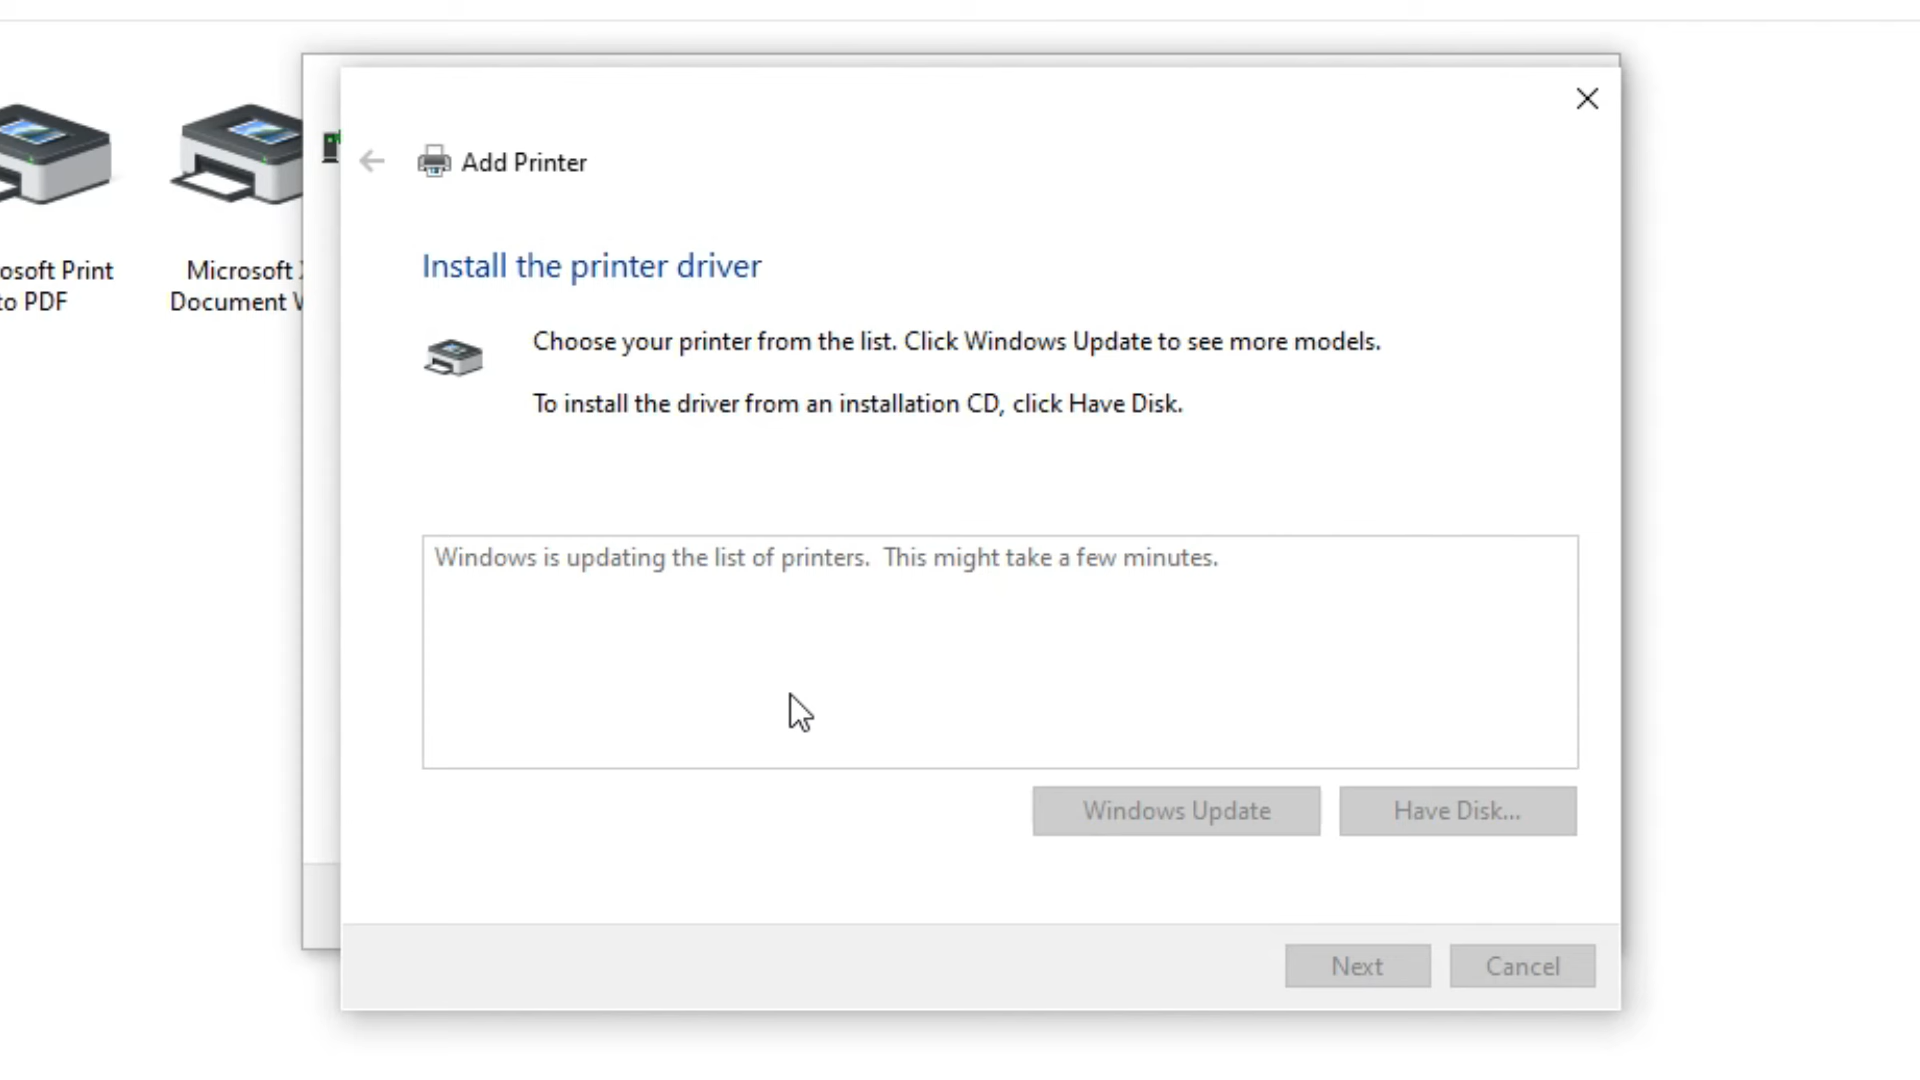 Add Printer
osoft Print
to PDF
Microsoft
Document
Install the printer driver
Choose your printer from the list. Click Windows Update to see more models.
To install the driver from an installation CD, click Have Disk.
Windows is updating the list of printers.  This might take a few minutes.
Windows Update
Have Disk...
Next
Cancel